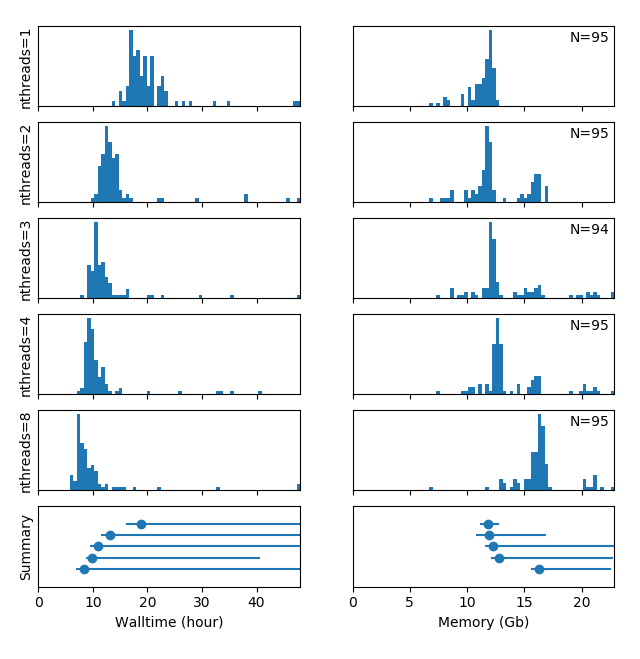 nthreads=1
N=95
nthreads=2
N=95
nthreads=3
N=94
nthreads=4
N=95
nthreads=8
N=95
Summary
0 10 20 30 40
0 5 10 15 20
Walltime (hour)
Memory (Gb)